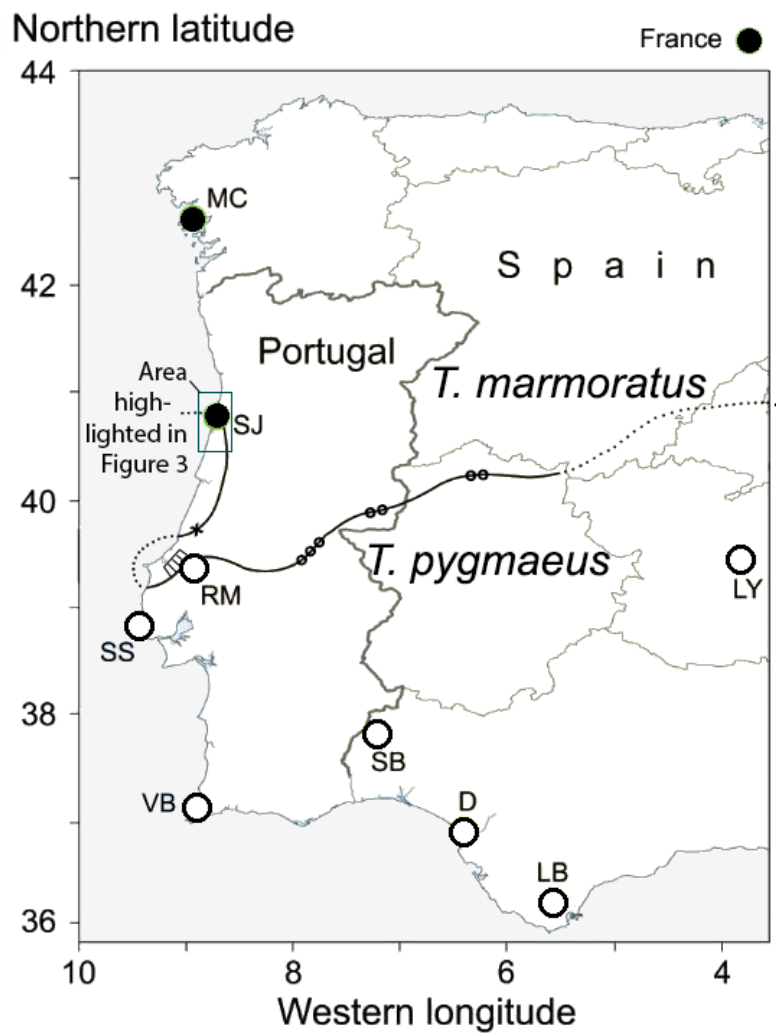 Northern latitude
France
44
MC
42
S p a i n
Portugal
T. marmoratus
Area
high-
lighted in
Figure 3
SJ
40
T. pygmaeus
RM
LY
SS
38
SB
VB
D
LB
36
10
8
6
4
Western longitude